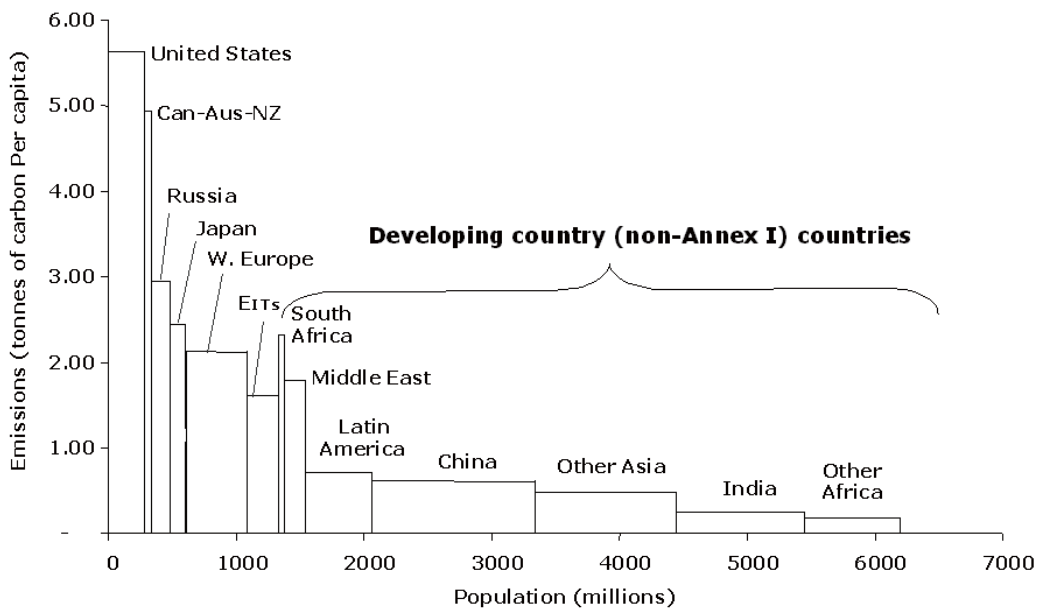 6.00
United States
5.00
Can-Aus-NZ
4.00
Russia
Japan
Developing country (non-Annex I) countries
W. Europe
3.00
EITs
South
Africa
2.00
Middle East
Latin
America
1.00
China
Other Asia
India
Other
Africa
-
0 1000 2000 3000 4000 5000 6000 7000
Population (millions)
Emissions (tonnes of carbon Per capita)